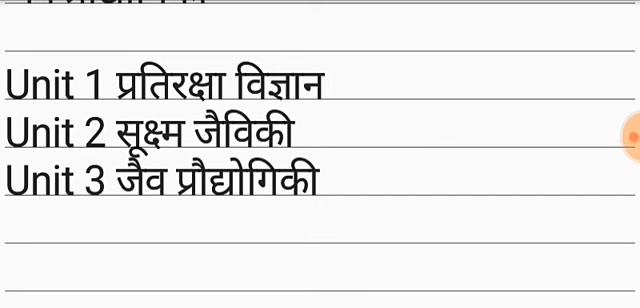 Unit 1 प्रतिरक्षा विज्ञान
Unit 2 सूक्ष्म जैविकी
Unit 3 जैव प्रौद्योगिकी